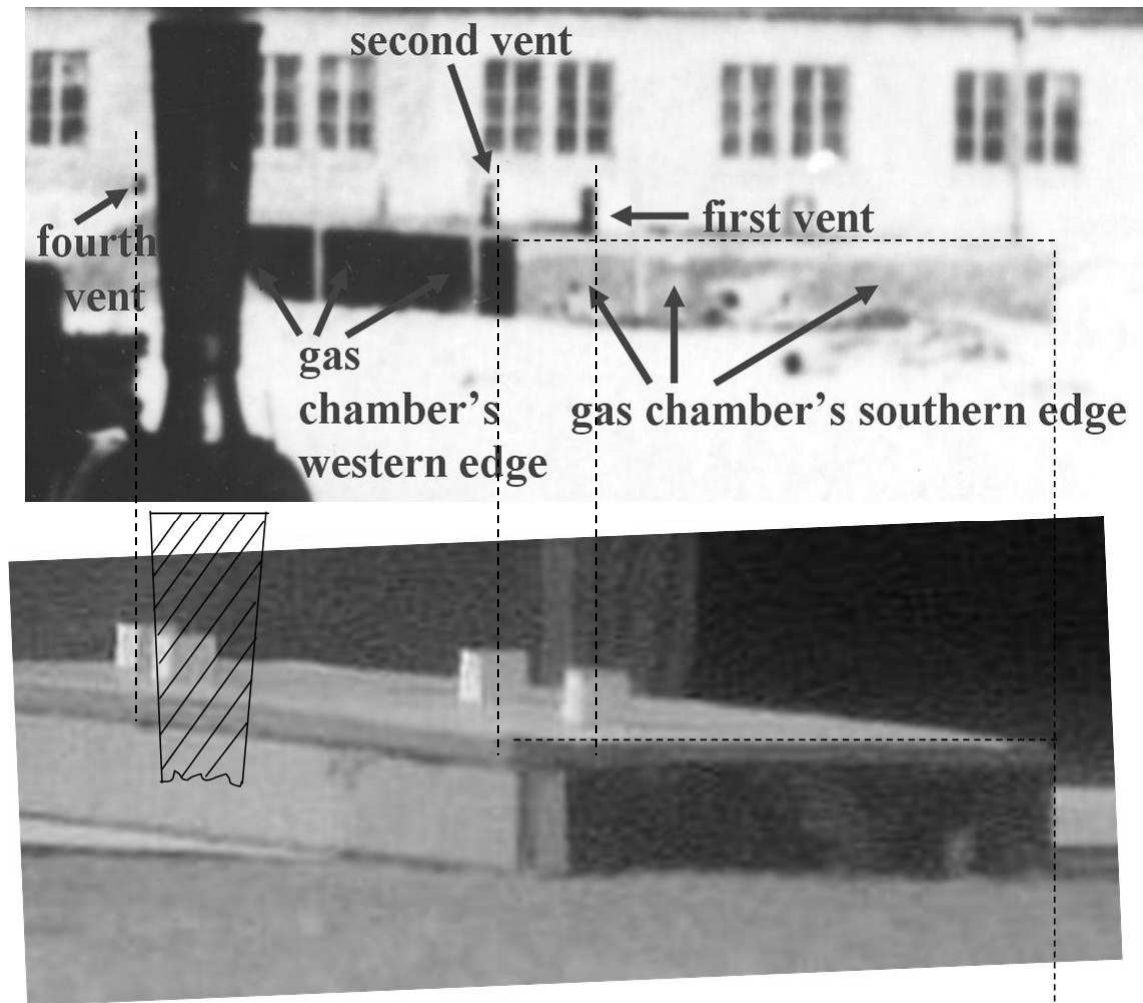 second vent
first vent
fourth
vent
gas
chamber's
western edge
gas chamber's southern edge